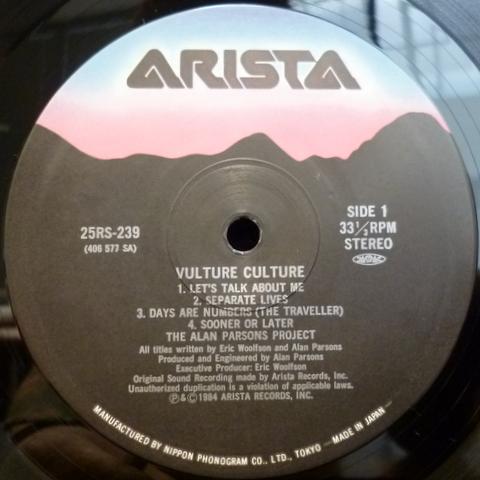 ARISTA
25RS-239
(406 577 SA)
SIDE 1
33 1/3 RPM
STEREO
VULTURE CULTURE
1. LET'S TALK ABOUT ME
2. SEPARATE LIVES
3. DAYS ARE NUMBERS (THE TRAVELLER)
4. SOONER OR LATER
THE ALAN PARSONS PROJECT
All titles written by Eric Woolfson and Alan Parsons
Produced and Engineered by Alan Parsons
Executive Producer: Eric Woolfson
Original Sound Recording made by Arista Records, Inc.
Unauthorized duplication is a violation of applicable laws.
℗&©1984 ARISTA RECORDS, INC.
MANUFACTURED BY NIPPON PHONOGRAM CO., LTD., TOKYO —MADE IN JAPAN—